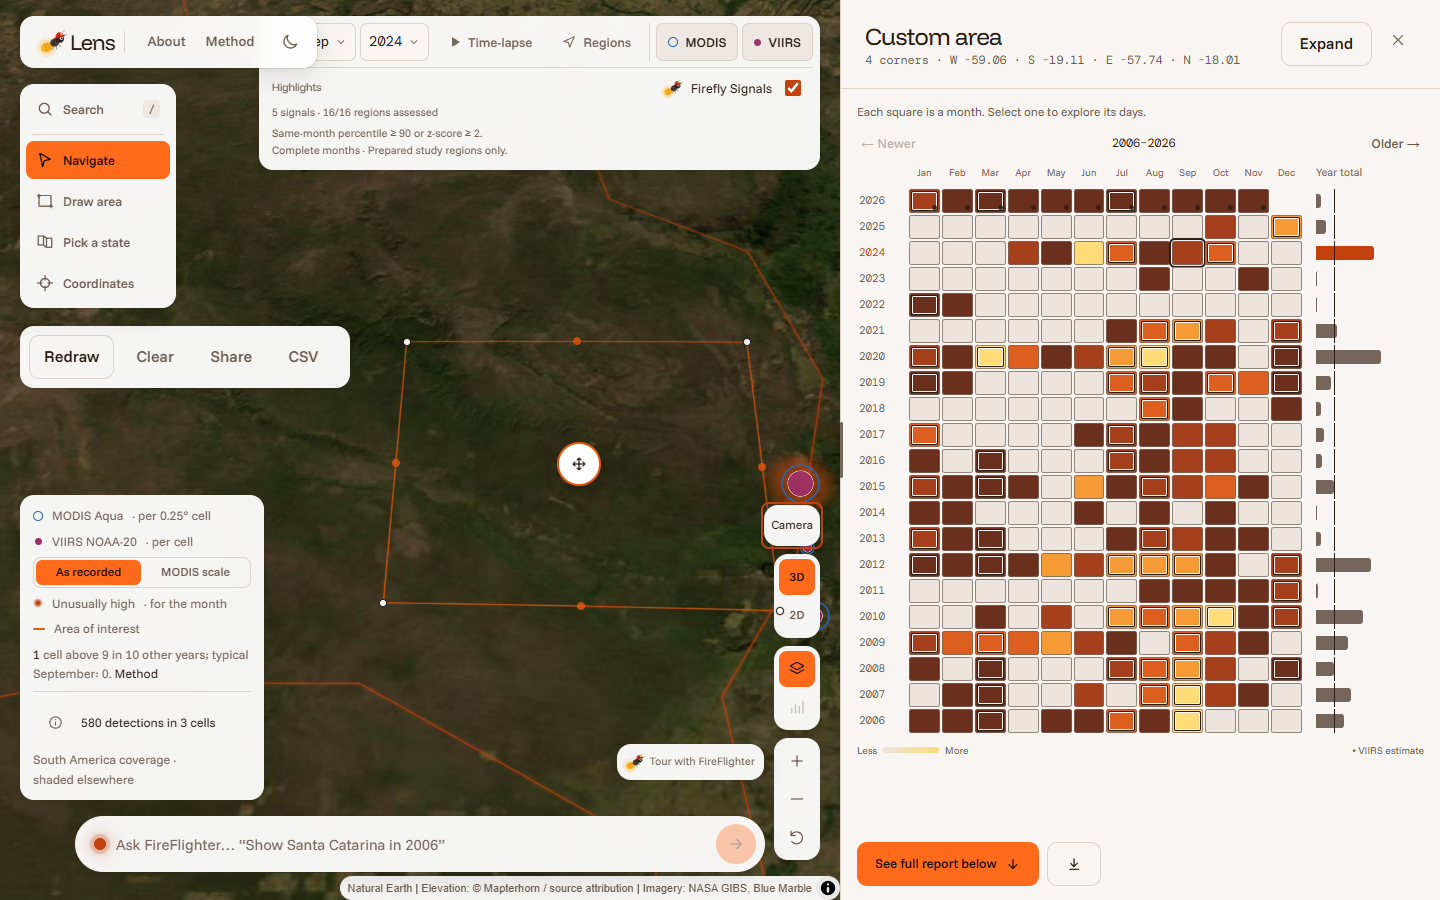 Lens
About
Method
ep
2024
Time-lapse
Regions
MODIS
VIIRS
Highlights
Firefly Signals
5 signals · 16/16 regions assessed
Same-month percentile ≥ 90 or z-score ≥ 2.
Complete months · Prepared study regions only.
Search
/
Navigate
Draw area
Pick a state
Coordinates
Redraw
Clear
Share
CSV
MODIS Aqua · per 0.25° cell
VIIRS NOAA-20 · per cell
As recorded
MODIS scale
Unusually high · for the month
Area of interest
1 cell above 9 in 10 other years; typical
September: 0. Method
580 detections in 3 cells
South America coverage ·
shaded elsewhere
Camera
3D
2D
Tour with FireFlighter
Ask FireFlighter... “Show Santa Catarina in 2006”
Natural Earth | Elevation: © Mapterhorn / source attribution | Imagery: NASA GIBS, Blue Marble
Custom area
4 corners · W -59.06 · S -19.11 · E -57.74 · N -18.01
Expand
Each square is a month. Select one to explore its days.
← Newer
2006–2026
Older →
Jan Feb Mar Apr May Jun Jul Aug Sep Oct Nov Dec Year total
2026
2025
2024
2023
2022
2021
2020
2019
2018
2017
2016
2015
2014
2013
2012
2011
2010
2009
2008
2007
2006
Less
More
• VIIRS estimate
See full report below ↓